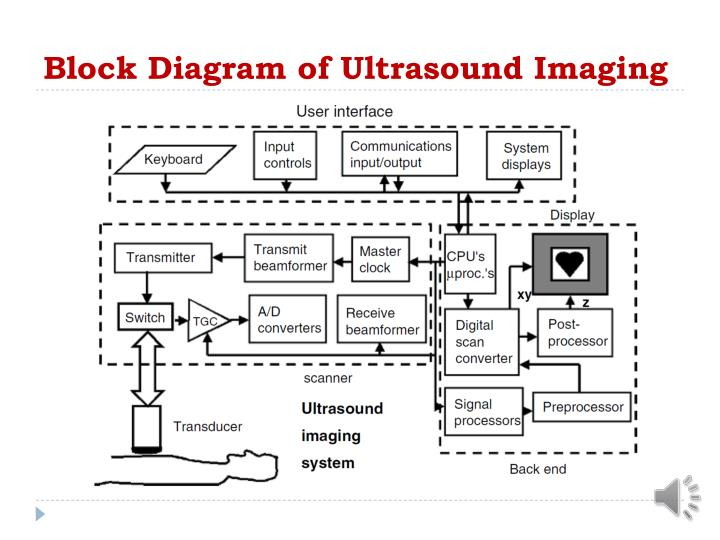 Block Diagram of Ultrasound Imaging
User interface
Keyboard
Input
controls
Communications
input/output
System
displays
Display
Transmitter
Transmit
beamformer
Master
clock
CPU's
µproc.'s
xy
z
Switch
TGC
A/D
converters
Receive
beamformer
Digital
scan
converter
Post-
processor
scanner
Signal
processors
Preprocessor
Transducer
Ultrasound
imaging
system
Back end